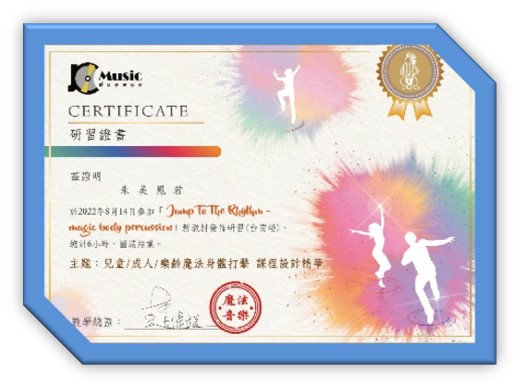 JC Music
CERTIFICATE
研習證書
茲證明
朱美鳳君
於2022年8月14日參加「Jump To The Rhythm -
magic body percussion」新教材發作研習(台南場)，
總計6小時，圓滿結業。
主題：兒童/成人/樂齡魔法身體打擊 課程設計精華
教學總監：
魔法
音樂